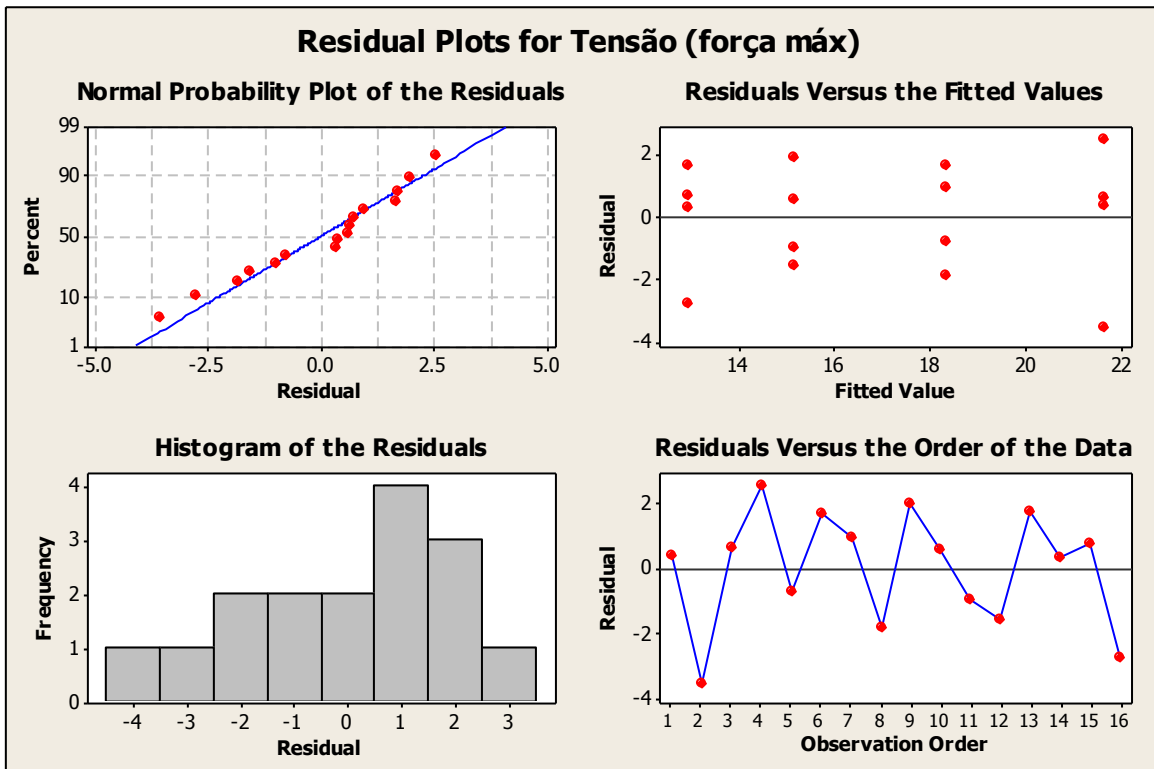 Residual Plots for Tensão (força máx)
Normal Probability Plot of the Residuals
Percent
99
90
50
10
1
-5.0 -2.5 0.0 2.5 5.0
Residual
Residuals Versus the Fitted Values
Residual
2
0
-2
-4
14 16 18 20 22
Fitted Value
Histogram of the Residuals
Frequency
4
3
2
1
0
-4 -3 -2 -1 0 1 2 3
Residual
Residuals Versus the Order of the Data
Residual
2
0
-2
-4
1 2 3 4 5 6 7 8 9 10 11 12 13 14 15 16
Observation Order